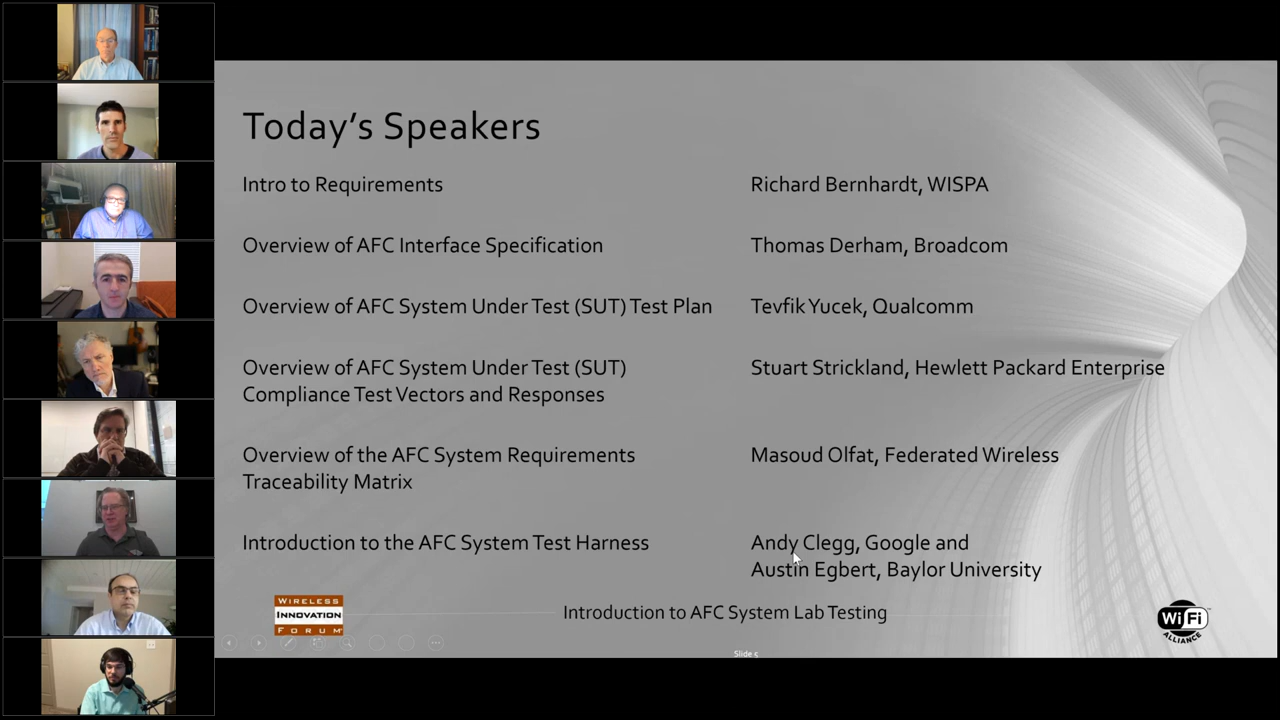 Today's Speakers
Intro to Requirements
Richard Bernhardt, WISPA
Overview of AFC Interface Specification
Thomas Derham, Broadcom
Overview of AFC System Under Test (SUT) Test Plan
Tevfik Yucek, Qualcomm
Overview of AFC System Under Test (SUT)
Compliance Test Vectors and Responses
Stuart Strickland, Hewlett Packard Enterprise
Overview of the AFC System Requirements
Traceability Matrix
Masoud Olfat, Federated Wireless
Introduction to the AFC System Test Harness
Andy Clegg, Google and
Austin Egbert, Baylor University
WIRELESS
INNOVATION
FORUM
Introduction to AFC System Lab Testing
Wi Fi
ALLIANCE
Slide